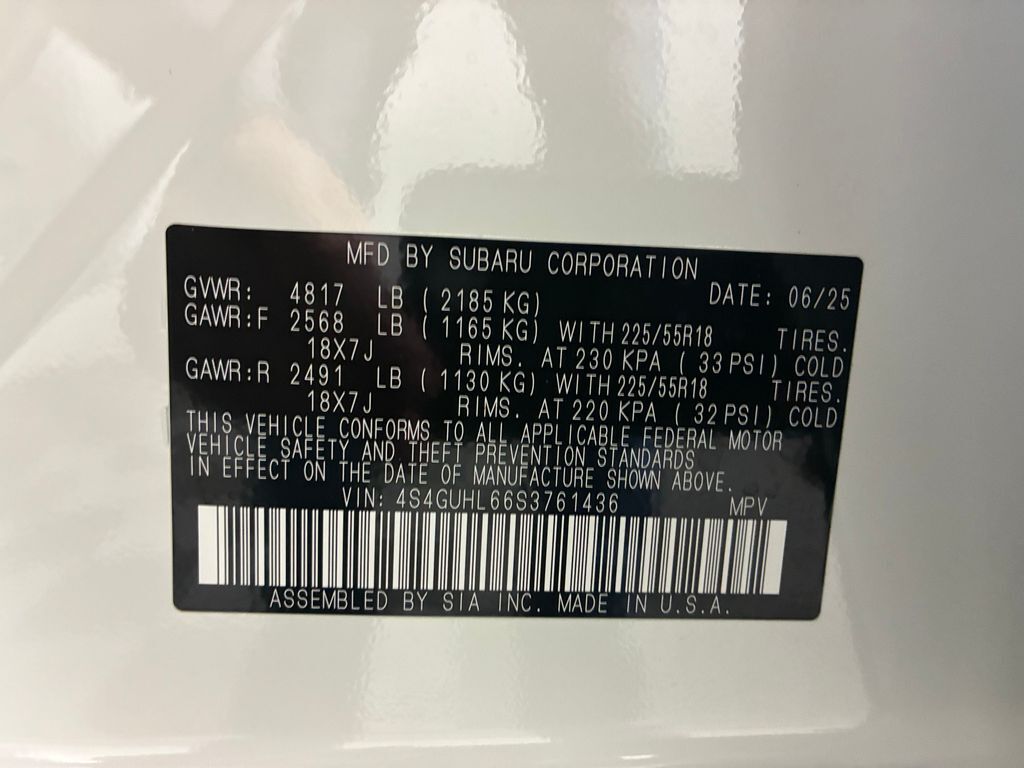 MFD BY SUBARU CORPORATION
GVWR: 4817 LB ( 2185 KG) DATE: 06/25
GAWR:F 2568 LB ( 1165 KG) WITH 225/55R18 TIRES.
18X7J RIMS. AT 230 KPA ( 33 PSI) COLD
GAWR:R 2491 LB ( 1130 KG) WITH 225/55R18 TIRES.
18X7J RIMS. AT 220 KPA ( 32 PSI) COLD
THIS VEHICLE CONFORMS TO ALL APPLICABLE FEDERAL MOTOR
VEHICLE SAFETY AND THEFT PREVENTION STANDARDS
IN EFFECT ON THE DATE OF MANUFACTURE SHOWN ABOVE.
VIN: 4S4GUHL66S3761436 MPV
ASSEMBLED BY SIA INC. MADE IN U.S.A.